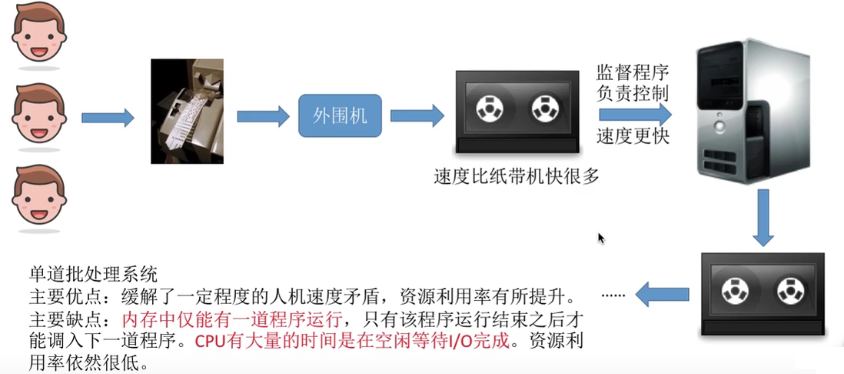 监督程序
负责控制
外围机
速度更快
速度比纸带机快很多
单道批处理系统
主要优点：缓解了一定程度的人机速度矛盾，资源利用率有所提升。
······
主要缺点：内存中仅能有一道程序运行，只有该程序运行结束之后才
能调入下一道程序。CPU有大量的时间是在空闲等待I/O完成。资源利
用率依然很低。